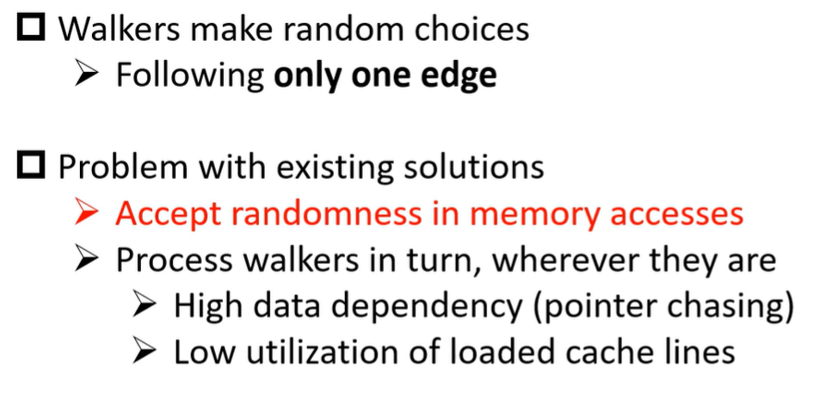 Walkers make random choices
Following only one edge
Problem with existing solutions
Accept randomness in memory accesses
Process walkers in turn, wherever they are
High data dependency (pointer chasing)
Low utilization of loaded cache lines